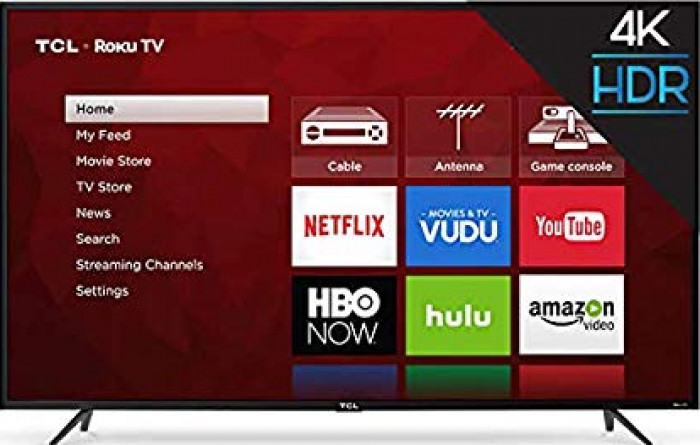 TCL • ROKU TV
4K
HDR
Home
My Feed
Movie Store
TV Store
News
Search
Streaming Channels
Settings
Cable
Antenna
Game console
NETFLIX
MOVIES & TV
VUDU
YouTube
HBO
NOW
hulu
amazon
video
TCL